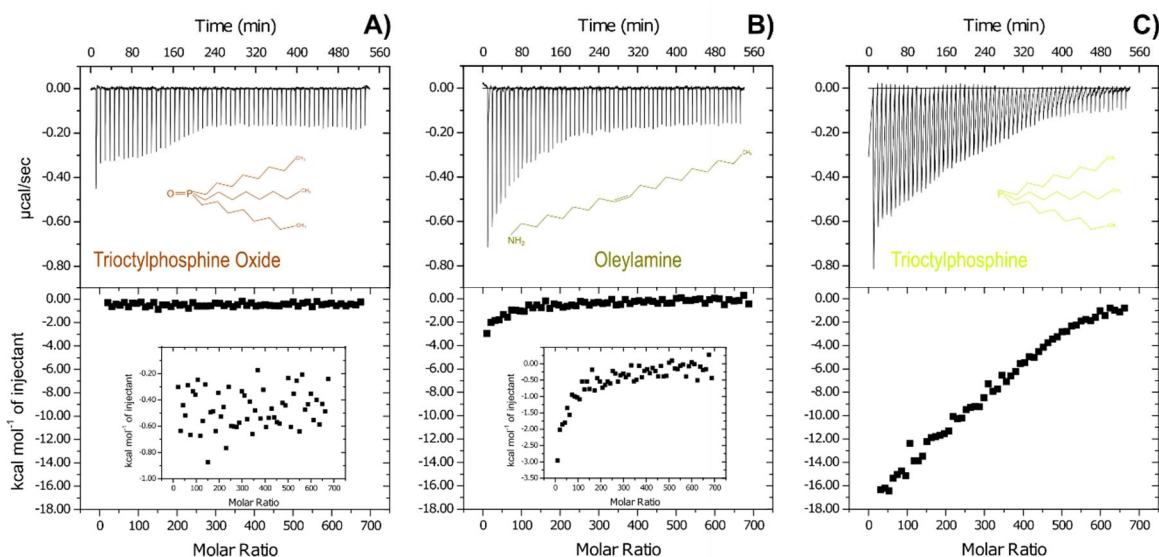 Time (min) A)
0 80 160 240 320 400 480 560
0.00
-0.20
-0.40
-0.60
-0.80
µcal/sec
O=P
CH₃
CH₃
CH₃
Trioctylphosphine Oxide
0.00
-2.00
-4.00
-6.00
-8.00
-10.00
-12.00
-14.00
-16.00
-18.00
kcal mol⁻¹ of injectant
-0.20
-0.40
-0.60
-0.80
-1.00
kcal mol⁻¹ of injectant
0 100 200 300 400 500 600 700
Molar Ratio
0 100 200 300 400 500 600 700
Molar Ratio
Time (min) B)
0 80 160 240 320 400 480 560
0.00
-0.20
-0.40
-0.60
-0.80
CH₃
NH₂
Oleylamine
0.00
-2.00
-4.00
-6.00
-8.00
-10.00
-12.00
-14.00
-16.00
-18.00
0.00
-0.50
-1.00
-1.50
-2.00
-2.50
-3.00
-3.50
kcal mol⁻¹ of injectant
0 100 200 300 400 500 600 700
Molar Ratio
0 100 200 300 400 500 600 700
Molar Ratio
Time (min) C)
0 80 160 240 320 400 480 560
0.00
-0.20
-0.40
-0.60
-0.80
P
Trioctylphosphine
0.00
-2.00
-4.00
-6.00
-8.00
-10.00
-12.00
-14.00
-16.00
-18.00
0 100 200 300 400 500 600 700
Molar Ratio